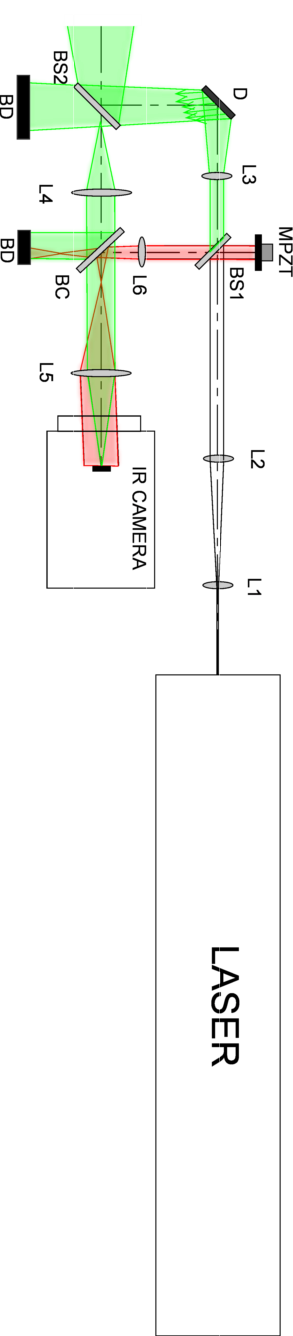 BS2
BD
D
L3
L4
MPZT
BD
BC
L6
BS1
L5
L2
IR CAMERA
L1
LASER